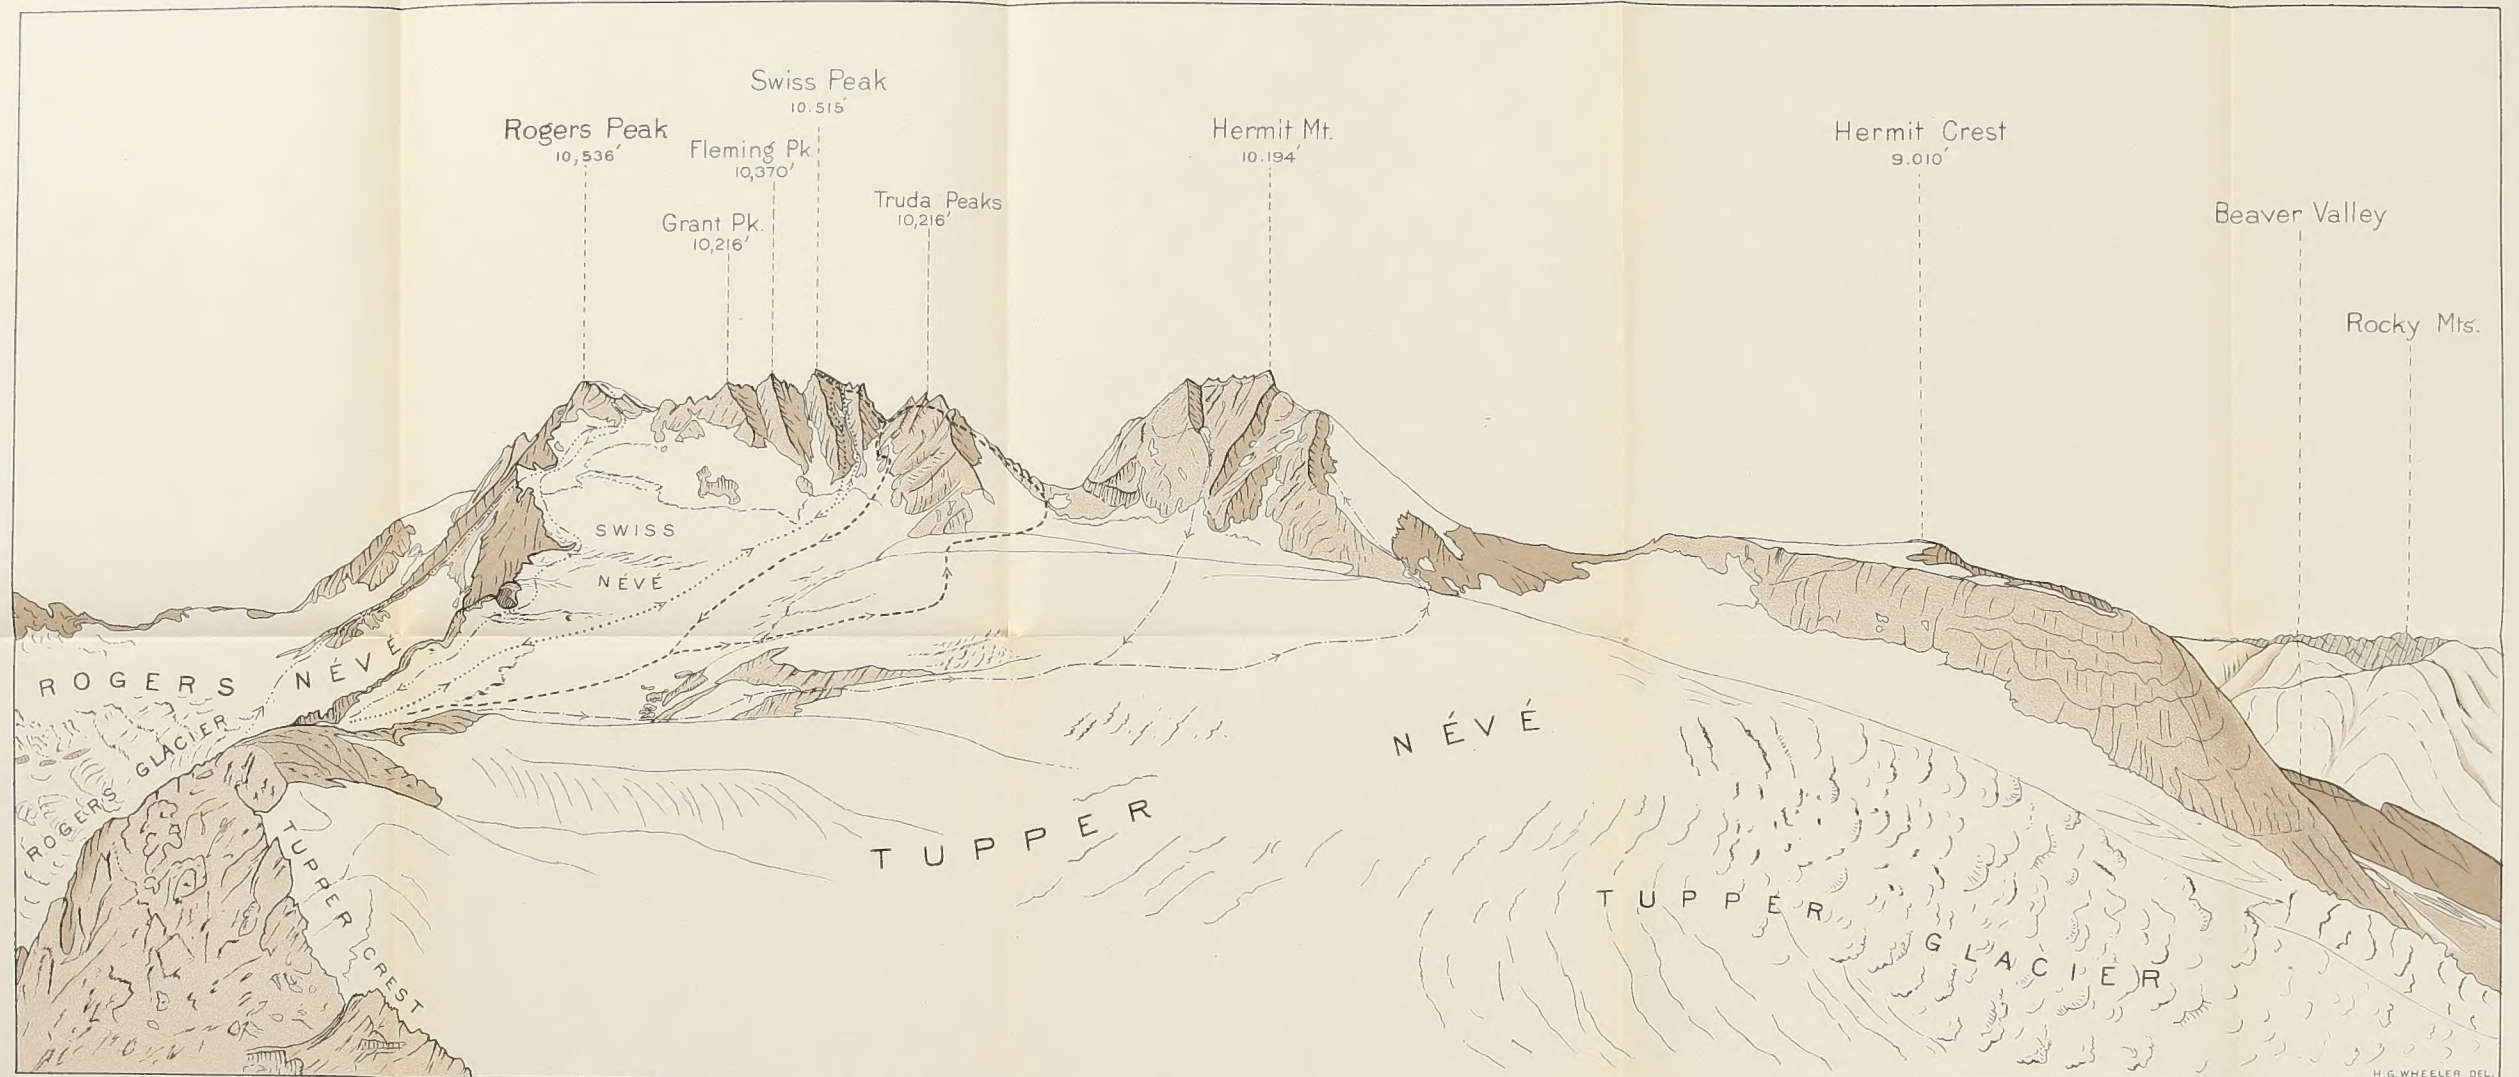 Swiss Peak
10.515′
Rogers Peak
10,536′
Fleming Pk.
10,370′
Grant Pk.
10,216′
Truda Peaks
10,216′
Hermit Mt.
10.194′
Hermit Crest
9.010′
Beaver Valley
Rocky Mts.
SWISS
NÉVÉ
ROGERS NÉVÉ
ROGERS GLACIER
TUPPER CREST
TUPPER NÉVÉ
TUPPER GLACIER
H.G. WHEELER DEL.